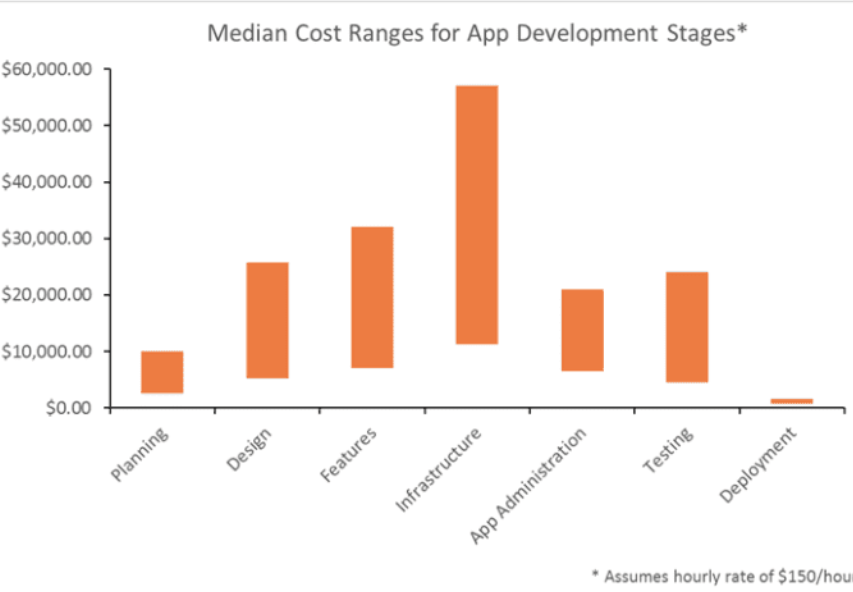 Median Cost Ranges for App Development Stages*
$60,000.00
$50,000.00
$40,000.00
$30,000.00
$20,000.00
$10,000.00
$0.00
Planning
Design
Features
Infrastructure
App Administration
Testing
Deployment
* Assumes hourly rate of $150/hou